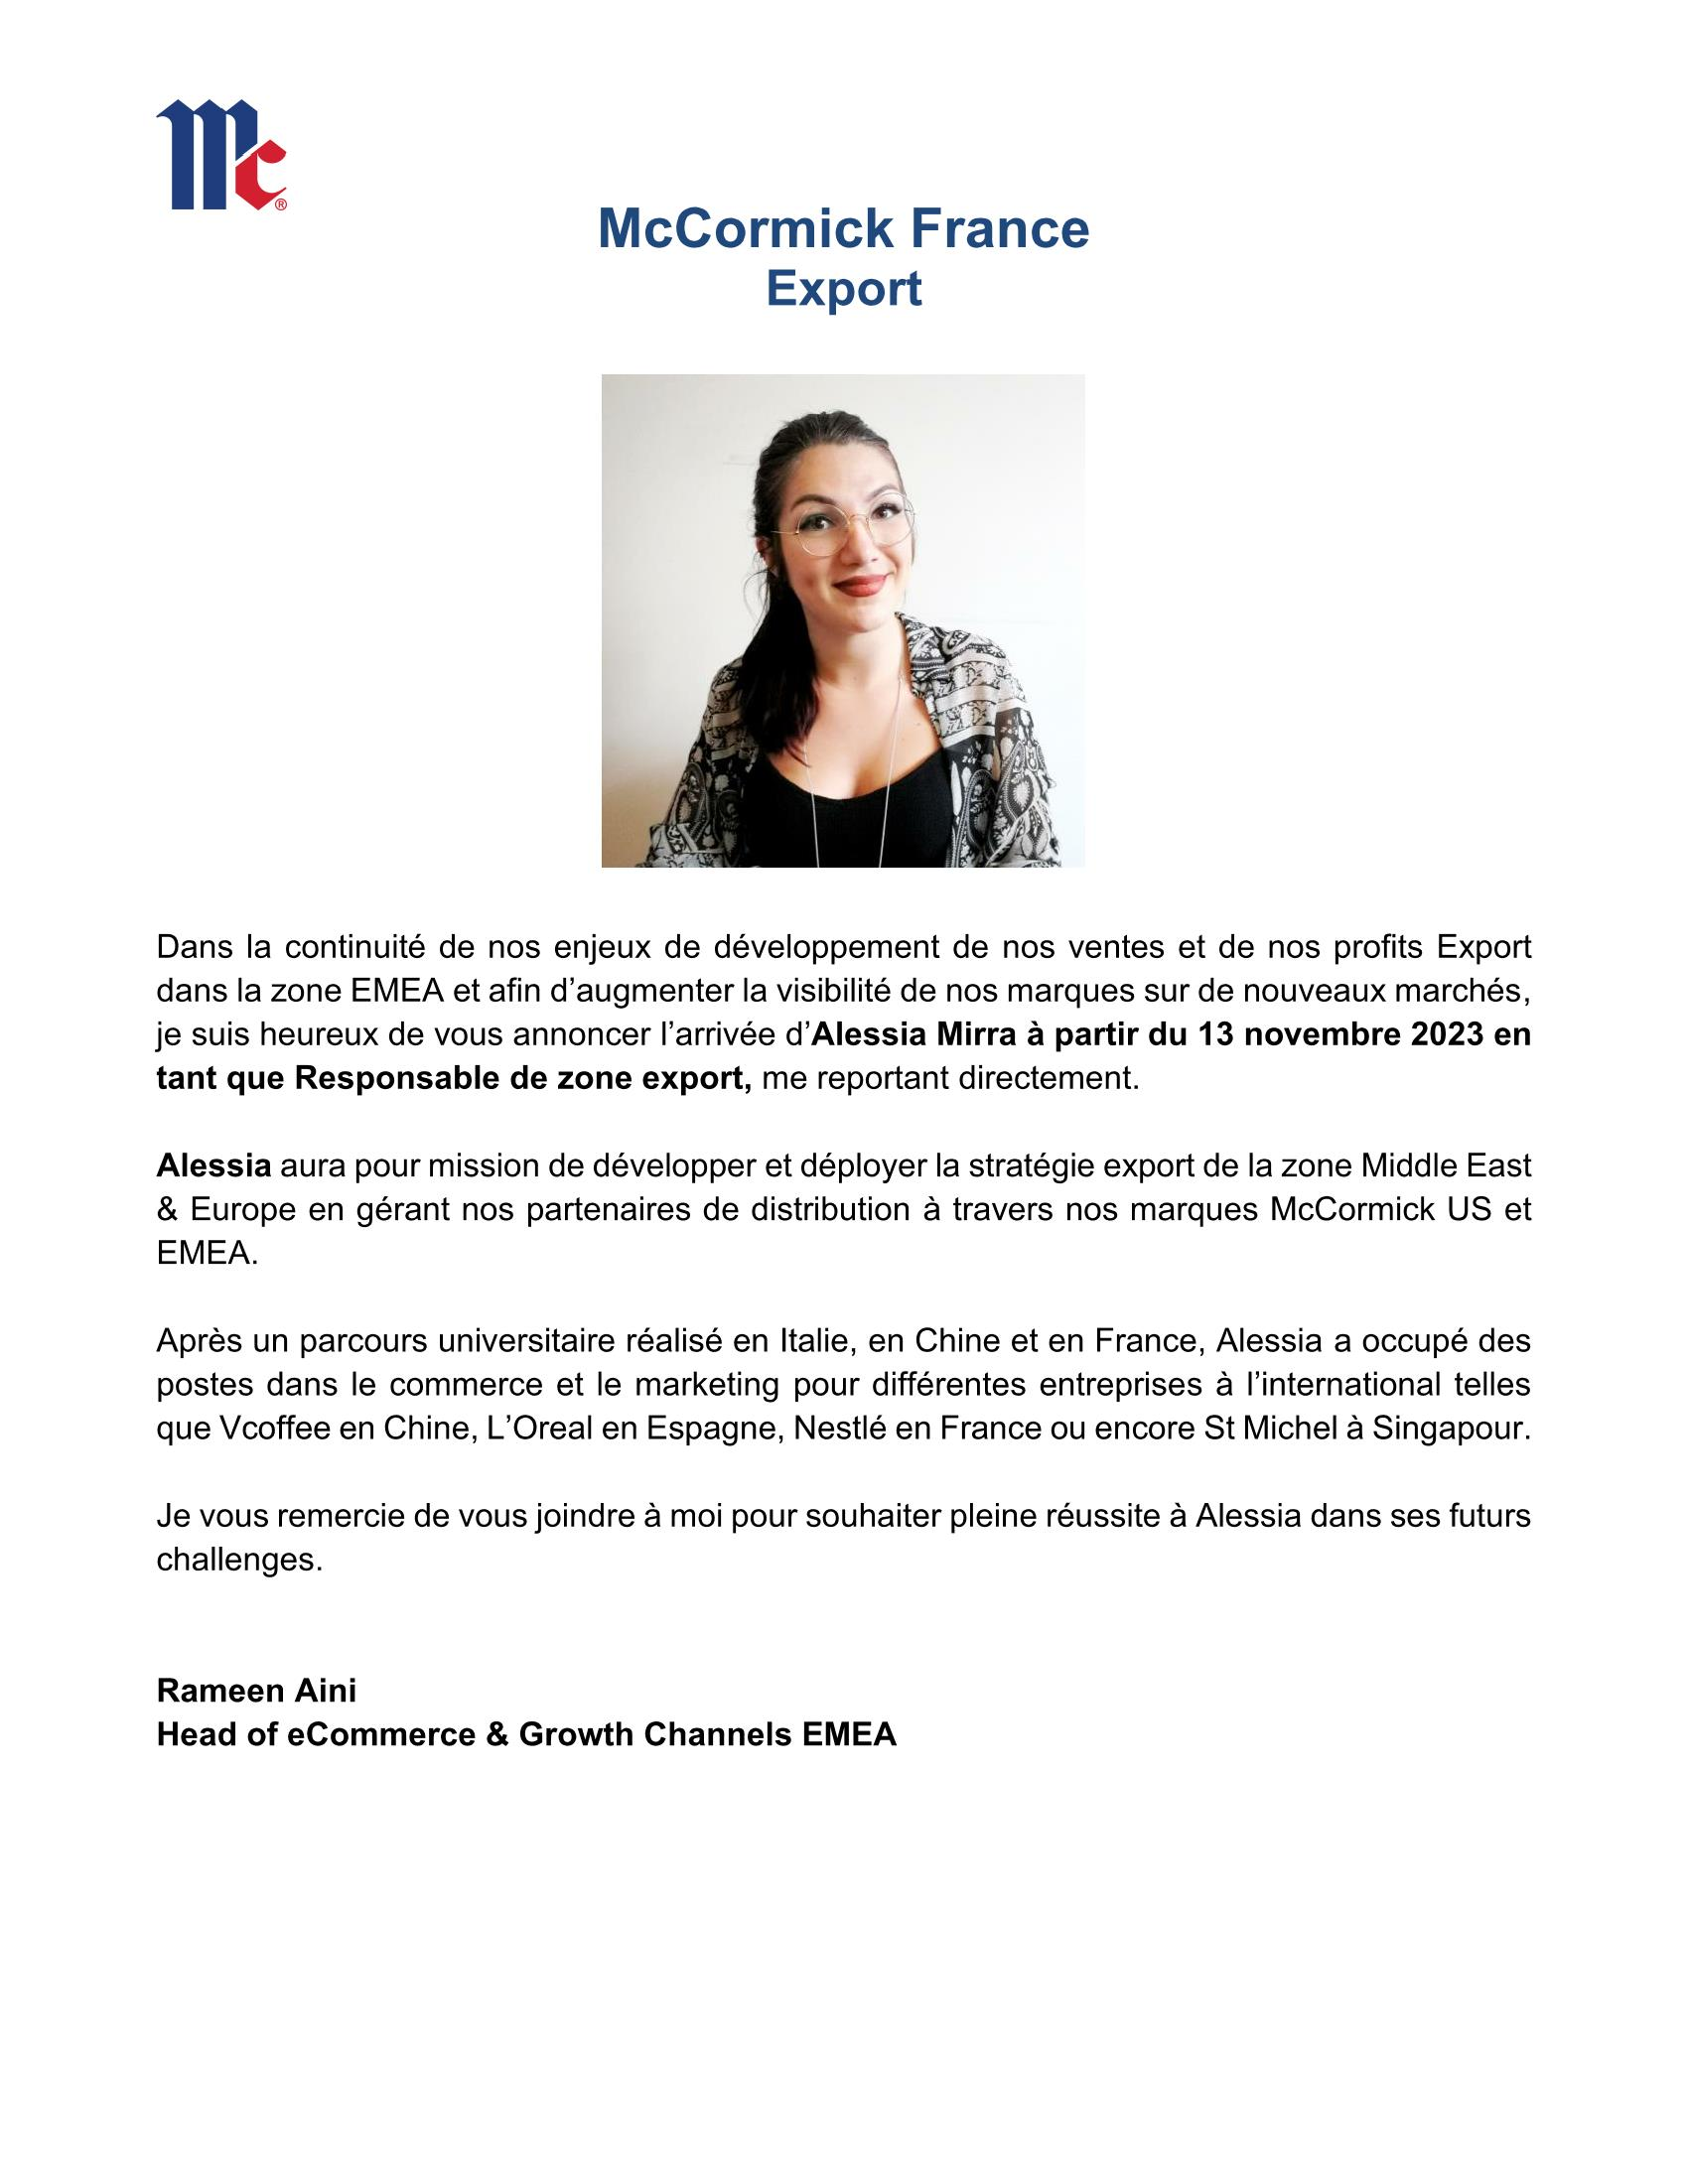 Mc®
McCormick France
Export
Dans la continuité de nos enjeux de développement de nos ventes et de nos profits Export
dans la zone EMEA et afin d’augmenter la visibilité de nos marques sur de nouveaux marchés,
je suis heureux de vous annoncer l’arrivée d’Alessia Mirra à partir du 13 novembre 2023 en
tant que Responsable de zone export, me reportant directement.
Alessia aura pour mission de développer et déployer la stratégie export de la zone Middle East
& Europe en gérant nos partenaires de distribution à travers nos marques McCormick US et
EMEA.
Après un parcours universitaire réalisé en Italie, en Chine et en France, Alessia a occupé des
postes dans le commerce et le marketing pour différentes entreprises à l’international telles
que Vcoffee en Chine, L’Oreal en Espagne, Nestlé en France ou encore St Michel à Singapour.
Je vous remercie de vous joindre à moi pour souhaiter pleine réussite à Alessia dans ses futurs
challenges.
Rameen Aini
Head of eCommerce & Growth Channels EMEA